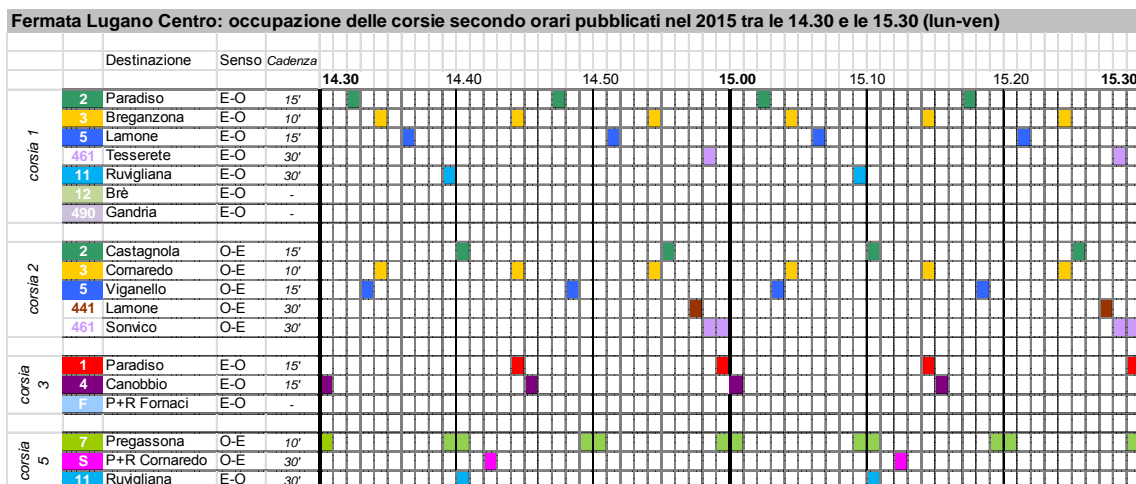 Fermata Lugano Centro: occupazione delle corsie secondo orari pubblicati nel 2015 tra le 14.30 e le 15.30 (lun-ven)
Destinazione Senso Cadenza
14.30 14.40 14.50 15.00 15.10 15.20 15.30
corsia 1
2 Paradiso E-O 15'
3 Breganzona E-O 10'
5 Lamone E-O 15'
461 Tesserete E-O 30'
11 Ruvigliana E-O 30'
12 Brè E-O -
490 Gandria E-O -
corsia 2
2 Castagnola O-E 15'
3 Cornaredo O-E 10'
5 Viganello O-E 15'
441 Lamone O-E 30'
461 Sonvico O-E 30'
corsia 3
1 Paradiso E-O 15'
4 Canobbio E-O 15'
F P+R Fornaci E-O -
corsia 5
7 Pregassona O-E 10'
S P+R Cornaredo O-E 30'
11 Ruvigliana O-E 30'